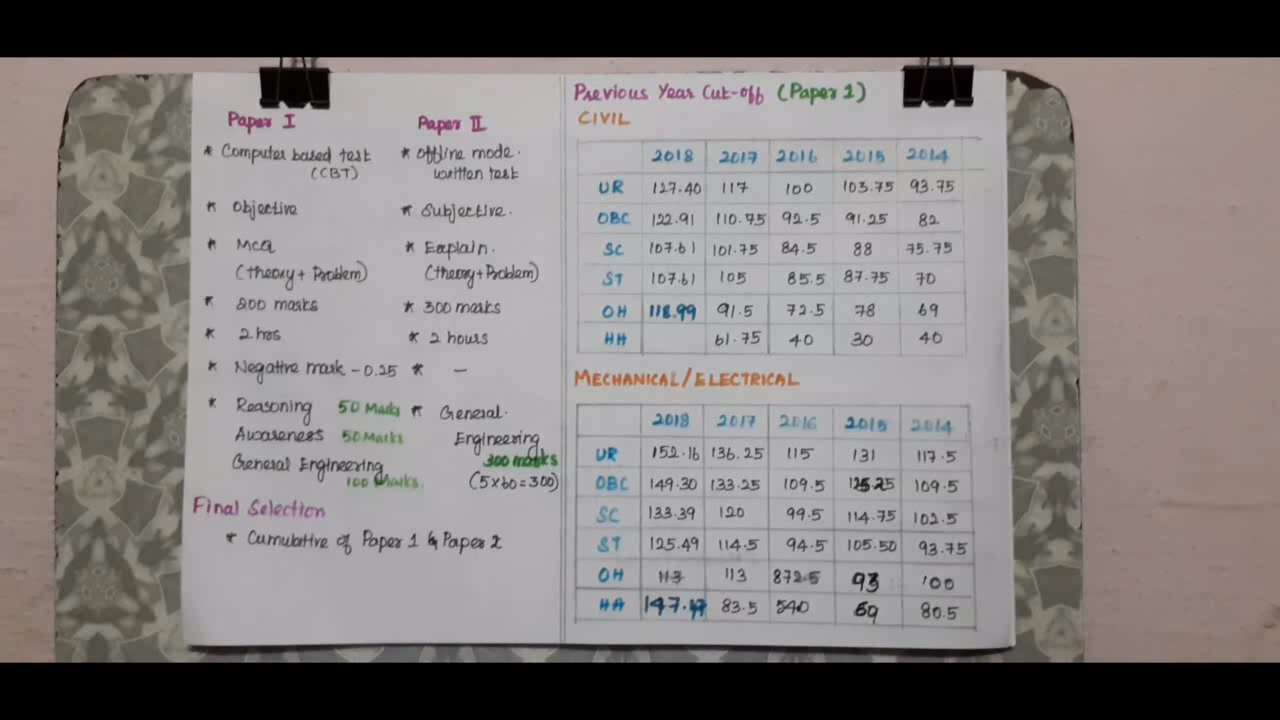 Paper I
* Computer based test
(CBT)
* Objective
* MCQ
(theory + Problem)
* 200 marks
* 2 hrs
* Negative mark - 0.25
* Reasoning 50 Marks
Awareness 50 Marks
General Engineering
100 Marks.
Paper II
* Offline mode.
written test
* Subjective.
* Explain.
(theory + Problem)
* 300 marks
* 2 hours
* -
* General.
Engineering
300 marks
(5 x 60 = 300)
Final Selection
* Cumulative of Paper 1 & Paper 2
Previous Year Cut-off (Paper 1)
CIVIL
2018 2017 2016 2015 2014
UR 127.40 117 100 103.75 93.75
OBC 122.91 110.75 92.5 91.25 82
SC 107.61 101.75 84.5 88 75.75
ST 107.61 105 85.5 87.75 70
OH 118.99 91.5 72.5 78 69
HH 61.75 40 30 40
MECHANICAL/ELECTRICAL
2018 2017 2016 2015 2014
UR 152.16 136.25 115 131 117.5
OBC 149.30 133.25 109.5 109.5
SC 133.39 120 99.5 114.75 102.5
ST 125.49 114.5 94.5 105.50 93.75
OH 113 113 872.5 93 100
HH 147.17 83.5 69 80.5